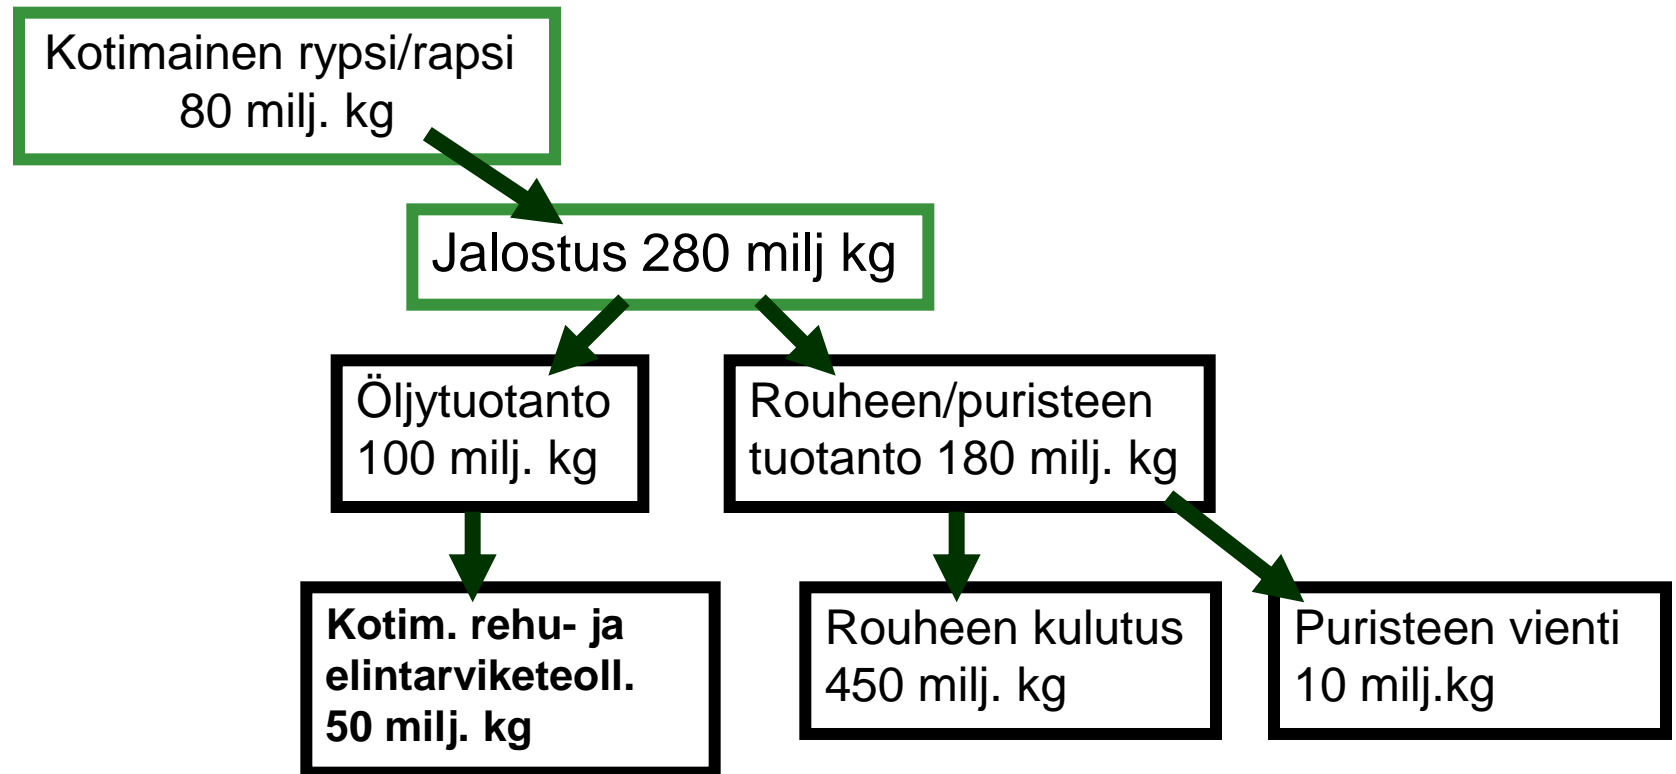 Kotimainen rypsi/rapsi
80 milj. kg
Jalostus 280 milj kg
Öljytuotanto
100 milj. kg
Rouheen/puristeen
tuotanto 180 milj. kg
Kotim. rehu- ja
elintarviketeoll.
50 milj. kg
Rouheen kulutus
450 milj. kg
Puristeen vienti
10 milj.kg